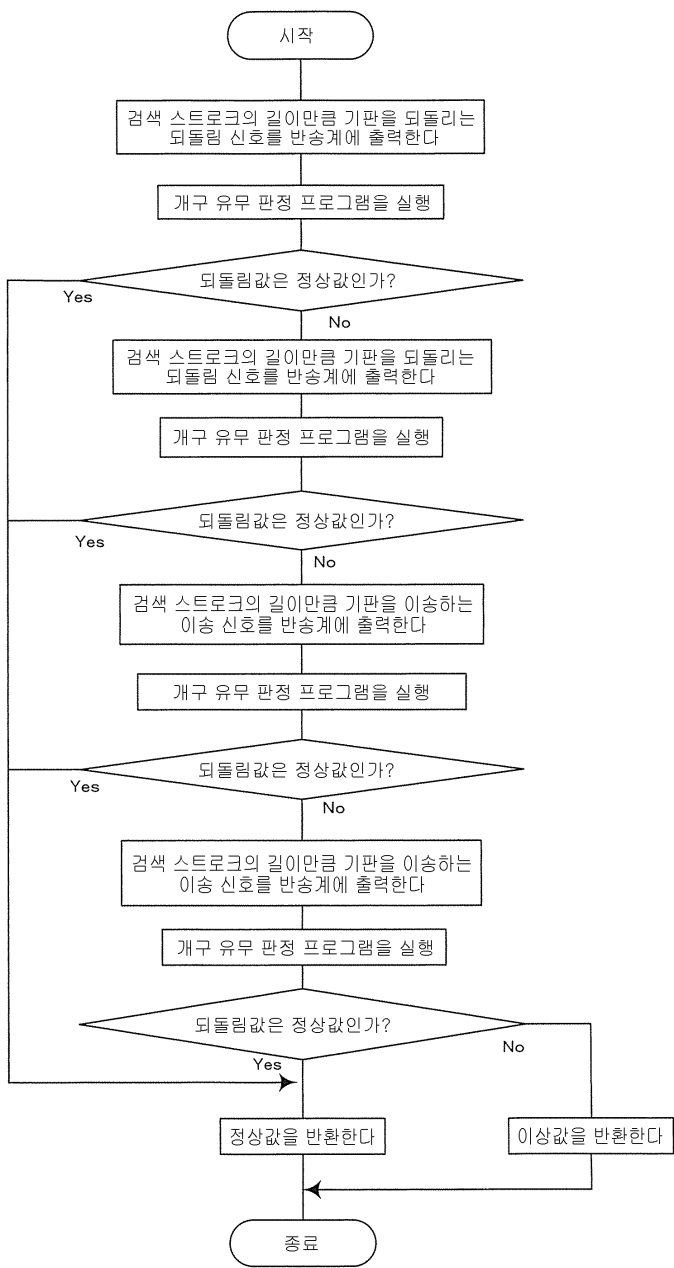 시작
검색 스트로크의 길이만큼 기판을 되돌리는
되돌림 신호를 반송계에 출력한다
개구 유무 판정 프로그램을 실행
되돌림값은 정상값인가?
Yes
No
검색 스트로크의 길이만큼 기판을 되돌리는
되돌림 신호를 반송계에 출력한다
개구 유무 판정 프로그램을 실행
되돌림값은 정상값인가?
Yes
No
검색 스트로크의 길이만큼 기판을 이송하는
이송 신호를 반송계에 출력한다
개구 유무 판정 프로그램을 실행
되돌림값은 정상값인가?
Yes
No
검색 스트로크의 길이만큼 기판을 이송하는
이송 신호를 반송계에 출력한다
개구 유무 판정 프로그램을 실행
되돌림값은 정상값인가?
No
Yes
정상값을 반환한다
이상값을 반환한다
종료